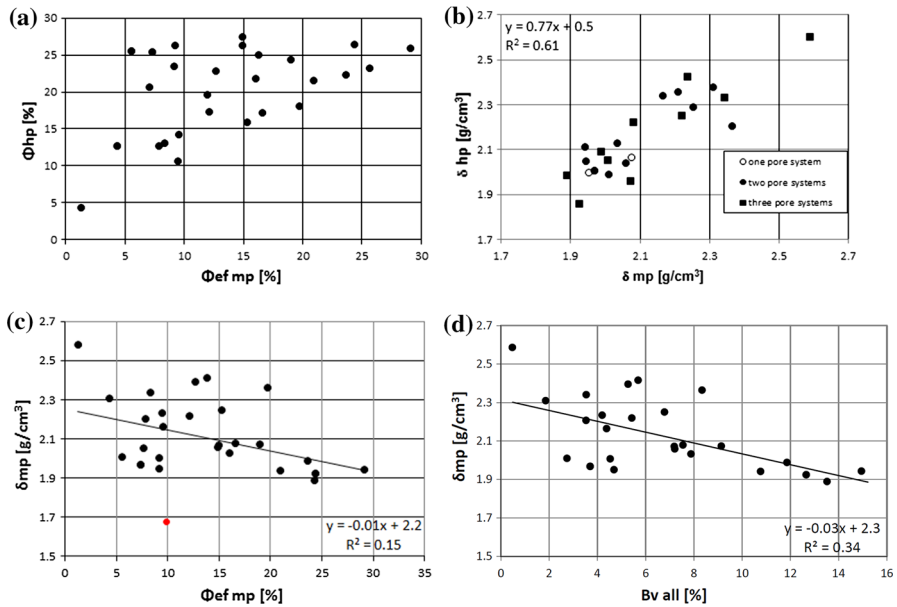 (a)
30
25
20
15
10
5
0
Φhp [%]
0 5 10 15 20 25 30
Φef mp [%]
(b)
2.7
2.5
2.3
2.1
1.9
1.7
δ hp [g/cm³]
y = 0.77x + 0.5
R² = 0.61
one pore system
two pore systems
three pore systems
1.7 1.9 2.1 2.3 2.5 2.7
δ mp [g/cm³]
(c)
2.7
2.5
2.3
2.1
1.9
1.7
1.5
δmp [g/cm³]
y = -0.01x + 2.2
R² = 0.15
0 5 10 15 20 25 30 35
Φef mp [%]
(d)
2.7
2.5
2.3
2.1
1.9
1.7
1.5
δmp [g/cm³]
y = -0.03x + 2.3
R² = 0.34
0 2 4 6 8 10 12 14 16
Bv all [%]